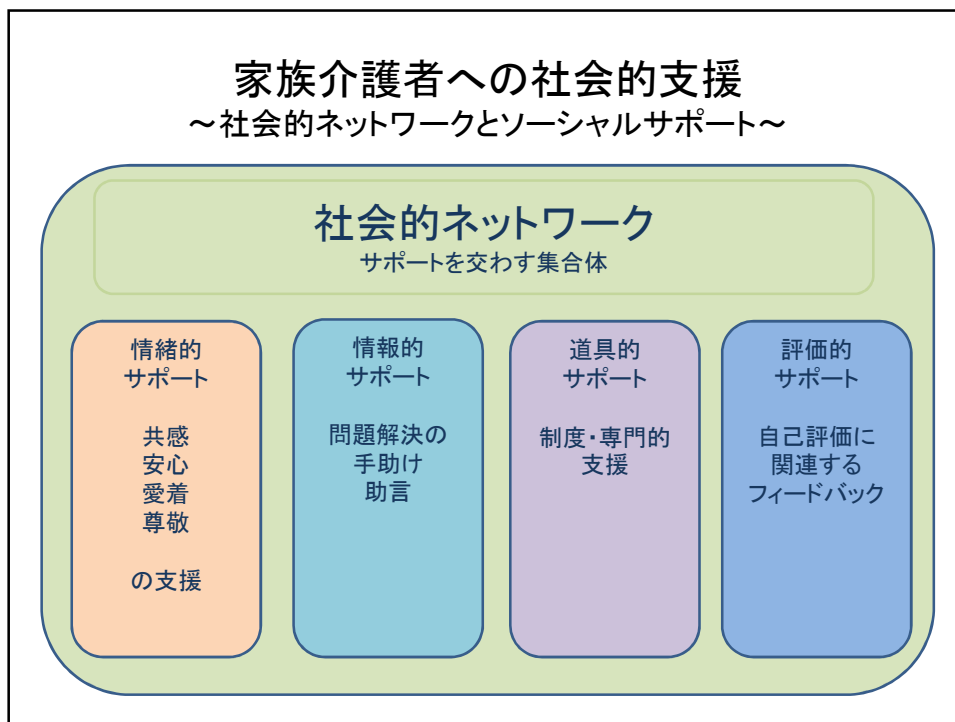 家族介護者への社会的支援
～社会的ネットワークとソーシャルサポート～
社会的ネットワーク
サポートを交わす集合体
情緒的
サポート
共感
安心
愛着
尊敬
の支援
情報的
サポート
問題解決の
手助け
助言
道具的
サポート
制度・専門的
支援
評価的
サポート
自己評価に
関連する
フィードバック